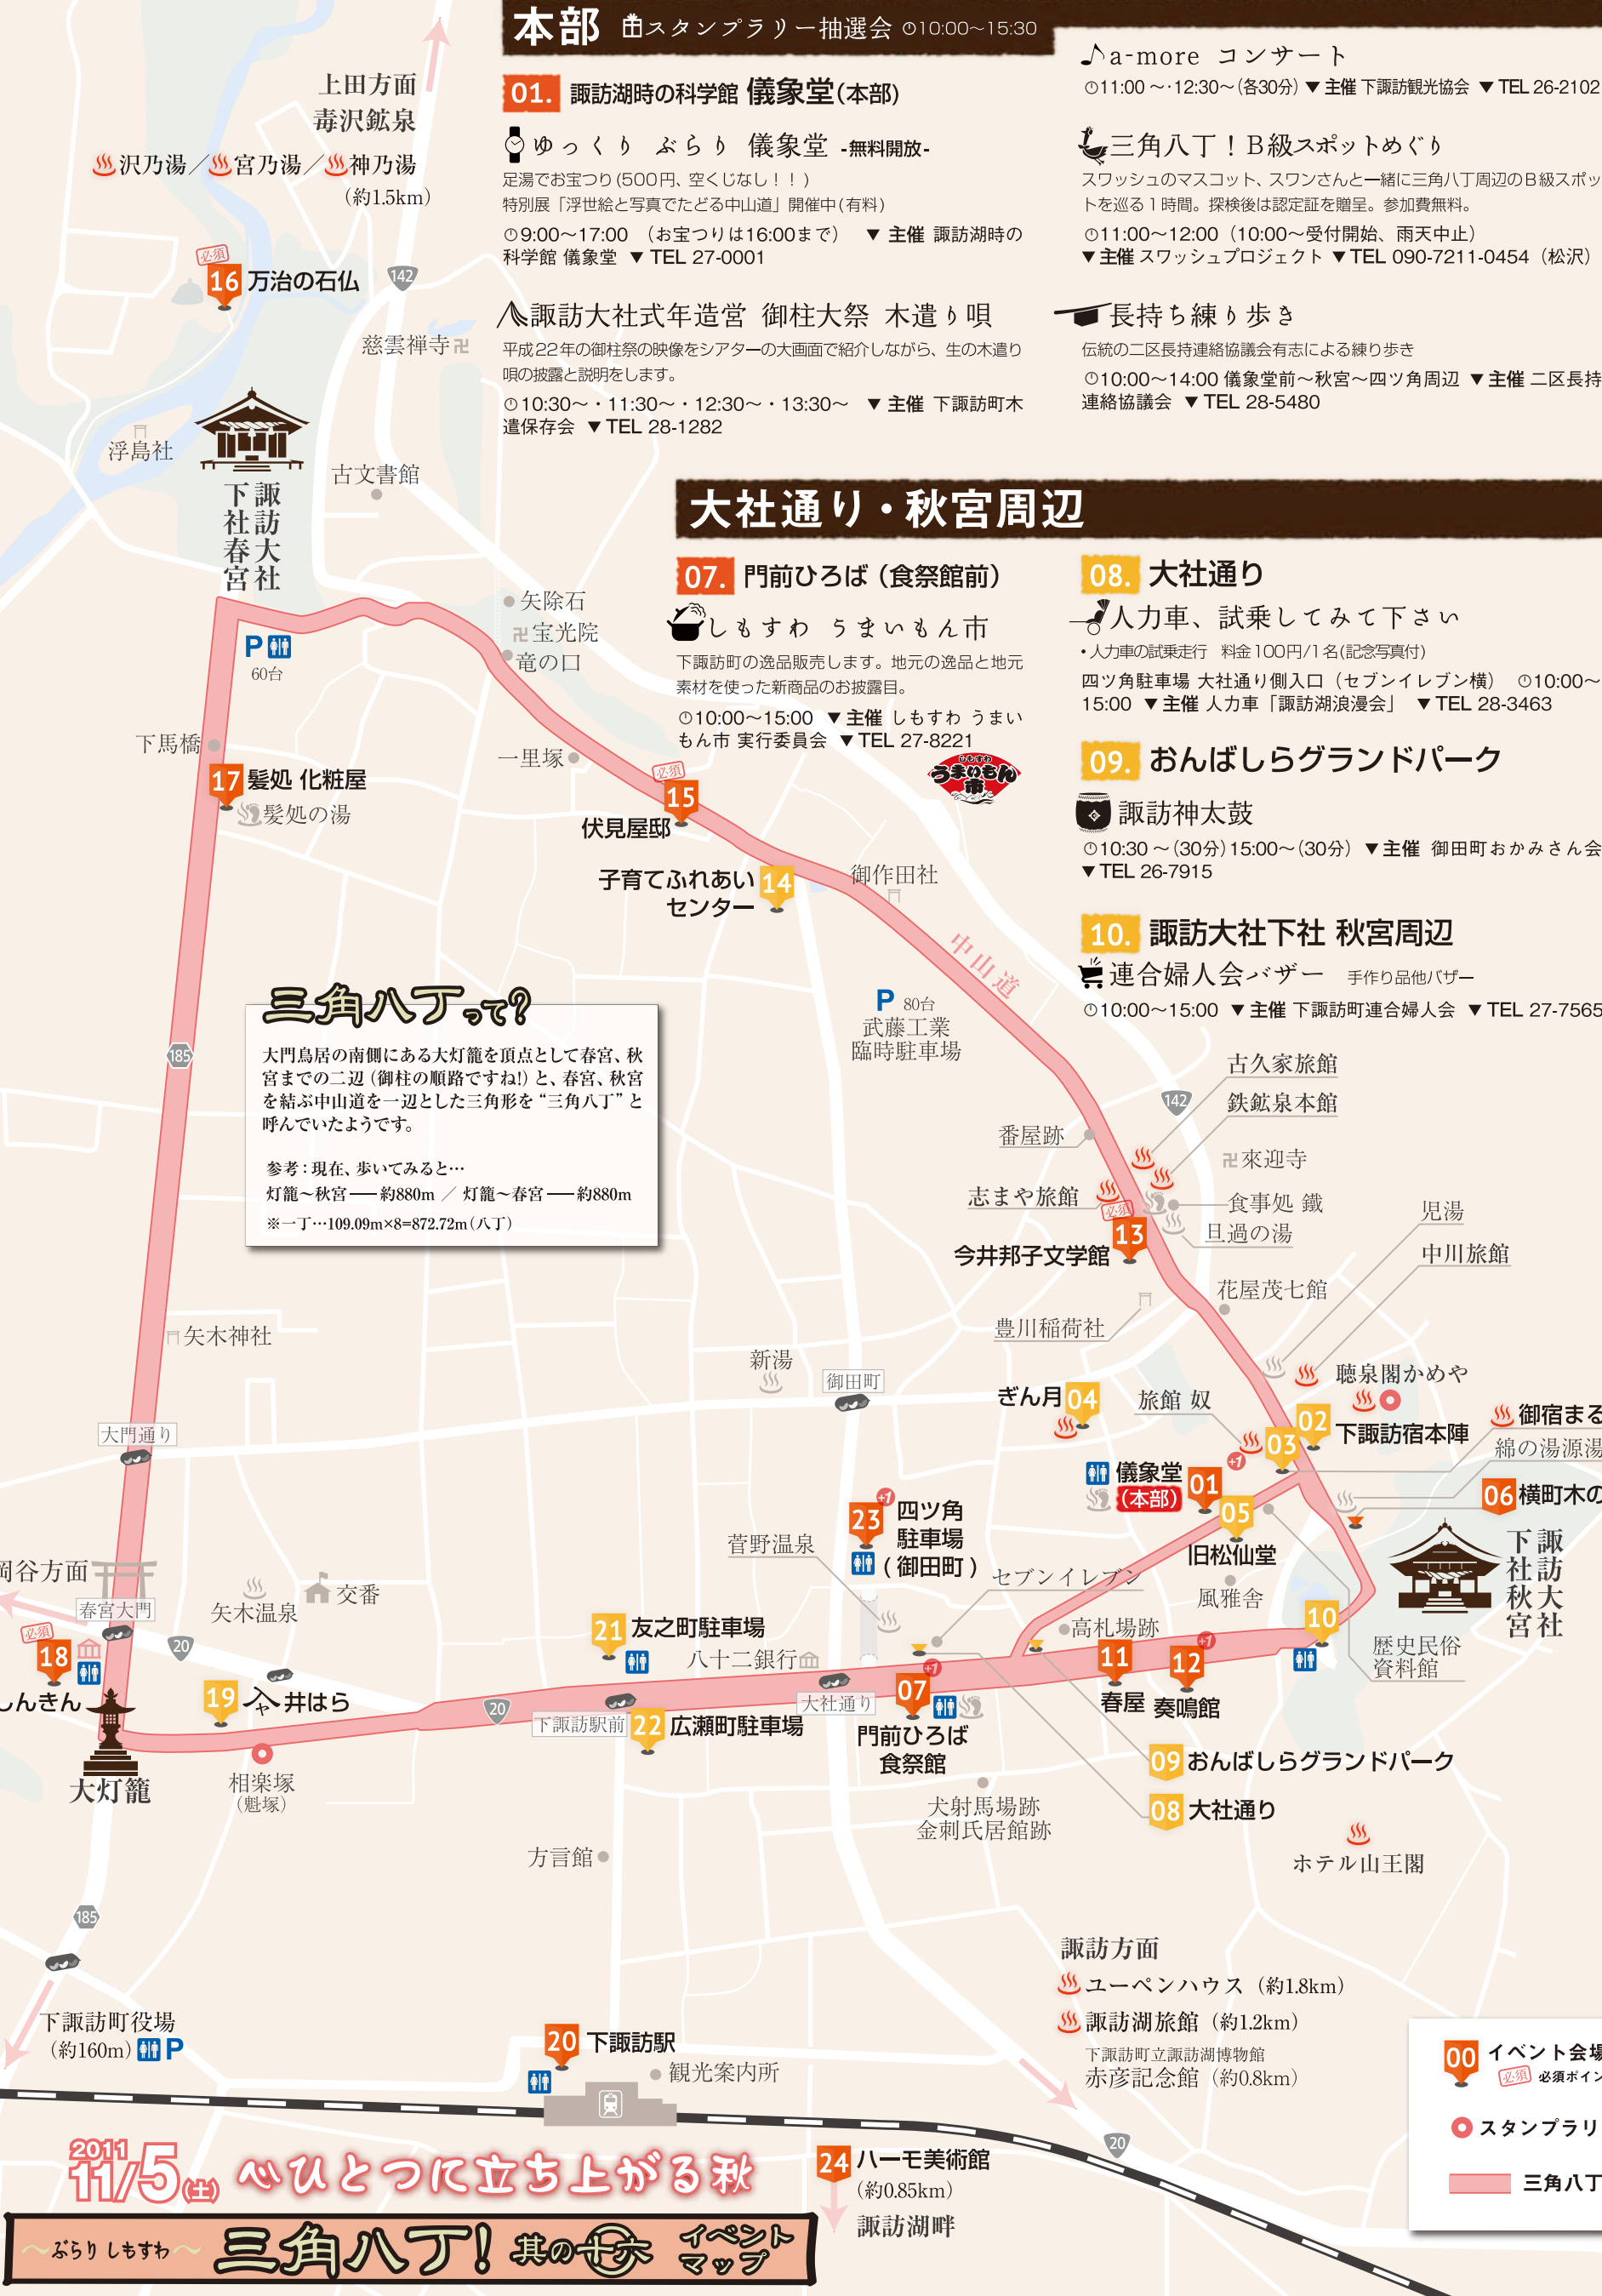 本部 スタンプラリー抽選会 10:00～15:30
01. 諏訪湖時の科学館 儀象堂(本部)
ゆっくり ぶらり 儀象堂 -無料開放-
足湯でお宝つり(500円、空くじなし！！)
特別展「浮世絵と写真でたどる中山道」開催中(有料)
9:00～17:00 （お宝つりは16:00まで） ▼主催 諏訪湖時の
科学館 儀象堂 ▼TEL 27-0001
諏訪大社式年造営 御柱大祭 木遣り唄
平成22年の御柱祭の映像をシアターの大画面で紹介しながら、生の木遣り
唄の披露と説明をします。
10:30～・11:30～・12:30～・13:30～ ▼主催 下諏訪町木
遣保存会 ▼TEL 28-1282
a-more コンサート
11:00～・12:30～(各30分) ▼主催 下諏訪観光協会 ▼TEL 26-2102
三角八丁！B級スポットめぐり
スワッシュのマスコット、スワンさんと一緒に三角八丁周辺のB級スポッ
トを巡る1時間。探検後は認定証を贈呈。参加費無料。
11:00～12:00（10:00～受付開始、雨天中止）
▼主催 スワッシュプロジェクト ▼TEL 090-7211-0454（松沢）
長持ち練り歩き
伝統の二区長持連絡協議会有志による練り歩き
10:00～14:00 儀象堂前～秋宮～四ツ角周辺 ▼主催 二区長持
連絡協議会 ▼TEL 28-5480
大社通り・秋宮周辺
07. 門前ひろば（食祭館前）
しもすわ うまいもん市
下諏訪町の逸品販売します。地元の逸品と地元
素材を使った新商品のお披露目。
10:00～15:00 ▼主催 しもすわ うまい
もん市 実行委員会 ▼TEL 27-8221
しもすわ
うまいもん
市
08. 大社通り
人力車、試乗してみて下さい
・人力車の試乗走行 料金100円/1名(記念写真付)
四ツ角駐車場 大社通り側入口（セブンイレブン横） 10:00～
15:00 ▼主催 人力車「諏訪湖浪漫会」 ▼TEL 28-3463
09. おんばしらグランドパーク
諏訪神太鼓
10:30～(30分)15:00～(30分) ▼主催 御田町おかみさん会
▼TEL 26-7915
10. 諏訪大社下社 秋宮周辺
連合婦人会バザー 手作り品他バザー
10:00～15:00 ▼主催 下諏訪町連合婦人会 ▼TEL 27-7565
上田方面
毒沢鉱泉
沢乃湯／宮乃湯／神乃湯
（約1.5km）
必須
16 万治の石仏
142
慈雲禅寺
浮島社
古文書館
諏訪大社
下社春宮
P
60台
矢除石
宝光院
竜の口
下馬橋
一里塚
17 髪処 化粧屋
髪処の湯
必須
15
伏見屋邸
子育てふれあい
センター
14
御作田社
中山道
P 80台
武藤工業
臨時駐車場
三角八丁って?
大門鳥居の南側にある大灯籠を頂点として春宮、秋
宮までの二辺（御柱の順路ですね!）と、春宮、秋宮
を結ぶ中山道を一辺とした三角形を“三角八丁”と
呼んでいたようです。
参考：現在、歩いてみると…
灯籠～秋宮――約880m ／ 灯籠～春宮――約880m
※一丁…109.09m×8=872.72m（八丁）
185
古久家旅館
142
鉄鉱泉本館
番屋跡
來迎寺
志まや旅館
食事処 鐵
必須
13
旦過の湯
今井邦子文学館
児湯
中川旅館
花屋茂七館
豊川稲荷社
矢木神社
新湯
御田町
聴泉閣かめや
ぎん月 04
旅館 奴
02
下諏訪宿本陣
03
御宿まる
綿の湯源湯
大門通り
+1
儀象堂
（本部）
01
05
06 横町木の
旧松仙堂
風雅舎
諏訪大社
下社秋宮
+1
23 四ツ角
駐車場
(御田町)
菅野温泉
セブンイレブン
高札場跡
10
歴史民俗
資料館
岡谷方面
春宮大門
矢木温泉
交番
20
必須
18
しんきん
19 ヤ 井はら
大灯籠
相楽塚
（魁塚）
21 友之町駐車場
八十二銀行
20
下諏訪駅前
22 広瀬町駐車場
大社通り
+1
07
門前ひろば
食祭館
11
春屋
+1
12
奏鳴館
09 おんばしらグランドパーク
08 大社通り
犬射馬場跡
金刺氏居館跡
方言館
ホテル山王閣
185
下諏訪町役場
（約160m） P
諏訪方面
ユーペンハウス（約1.8km）
諏訪湖旅館（約1.2km）
下諏訪町立諏訪湖博物館
赤彦記念館（約0.8km）
20 下諏訪駅
観光案内所
20
24 ハーモ美術館
（約0.85km）
諏訪湖畔
00 イベント会場
必須 必須ポイン
スタンプラリ
三角八丁
2011
11/5(土) 心ひとつに立ち上がる秋
～ぶらり しもすわ～ 三角八丁! 其の十六 イベント
マップ